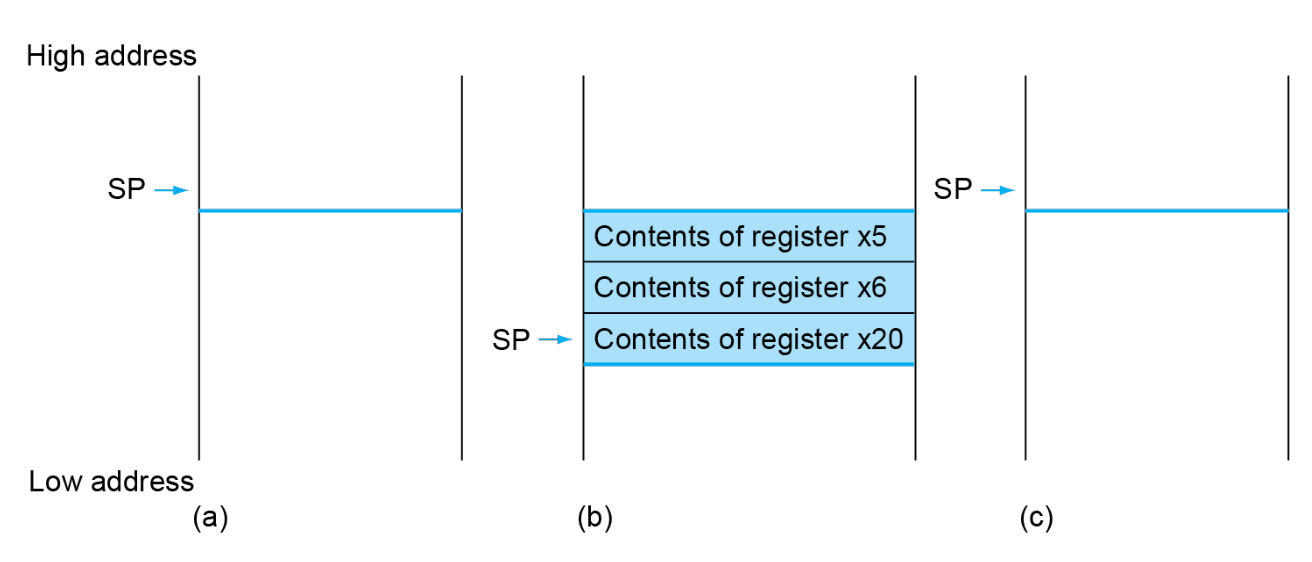 High address
SP
SP
Contents of register x5
Contents of register x6
SP
Contents of register x20
Low address
(a)
(b)
(c)